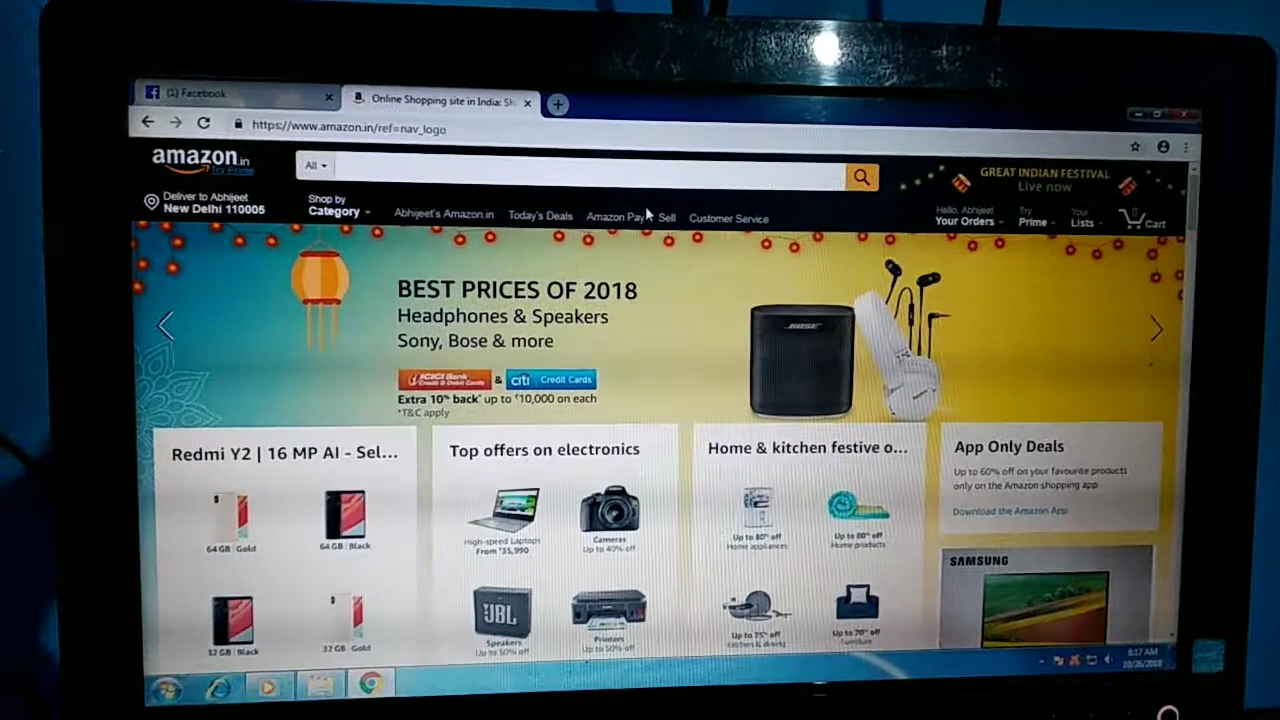 (1) Facebook
Online Shopping site in India: Sh
https://www.amazon.in/ref=nav_logo
amazon.in
Try Prime
All
GREAT INDIAN FESTIVAL
Live now
Deliver to Abhijeet
New Delhi 110005
Shop by
Category
Abhijeet's Amazon.in
Today's Deals
Amazon Pay
Sell
Customer Service
Hello, Abhijeet
Your Orders
Try
Prime
Your
Lists
0
Cart
BEST PRICES OF 2018
Headphones & Speakers
Sony, Bose & more
ICICI Bank
Credit & Debit Cards
&
citi Credit Cards
Extra 10% back* up to ₹10,000 on each
*T&C apply
BOSE
Redmi Y2 | 16 MP AI - Sel...
64 GB | Gold
64 GB | Black
32 GB | Black
32 GB | Gold
Top offers on electronics
High-speed Laptops
From ₹35,990
Cameras
Up to 40% off
JBL
Speakers
Up to 50% off
Printers
Up to 50% off
Home & kitchen festive o...
Up to 80% off
Home appliances
Up to 80% off
Home products
Up to 75% off
Kitchen & dining
Up to 70% off
Furniture
App Only Deals
Up to 60% off on your favourite products
only on the Amazon shopping app
Download the Amazon App
SAMSUNG
10/26/2018